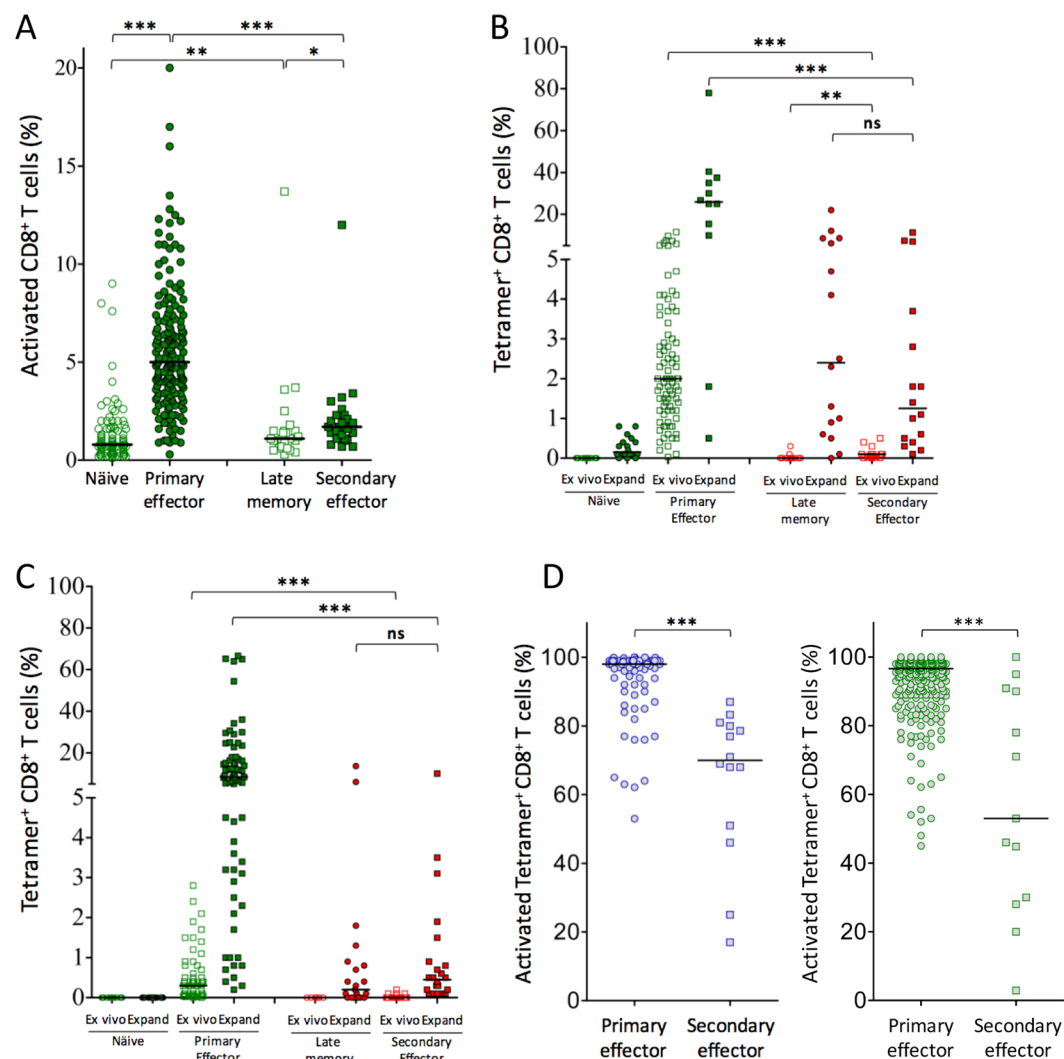 A
*** ***
** *
Activated CD8+ T cells (%)
20
15
10
5
0
Näive Primary effector Late memory Secondary effector
B
***
***
**
ns
Tetramer+ CD8+ T cells (%)
100
80
60
40
20
5
4
3
2
1
0
Ex vivo Expand Ex vivo Expand Ex vivo Expand Ex vivo Expand
Näive Primary Effector Late memory Secondary Effector
C
***
***
ns
Tetramer+ CD8+ T cells (%)
100
80
60
40
20
5
4
3
2
1
0
Ex vivo Expand Ex vivo Expand Ex vivo Expand Ex vivo Expand
Näive Primary Effector Late memory Secondary Effector
D
***
Activated Tetramer+ CD8+ T cells (%)
100
80
60
40
20
0
Primary effector Secondary effector
***
Activated Tetramer+ CD8+ T cells (%)
100
80
60
40
20
0
Primary effector Secondary effector